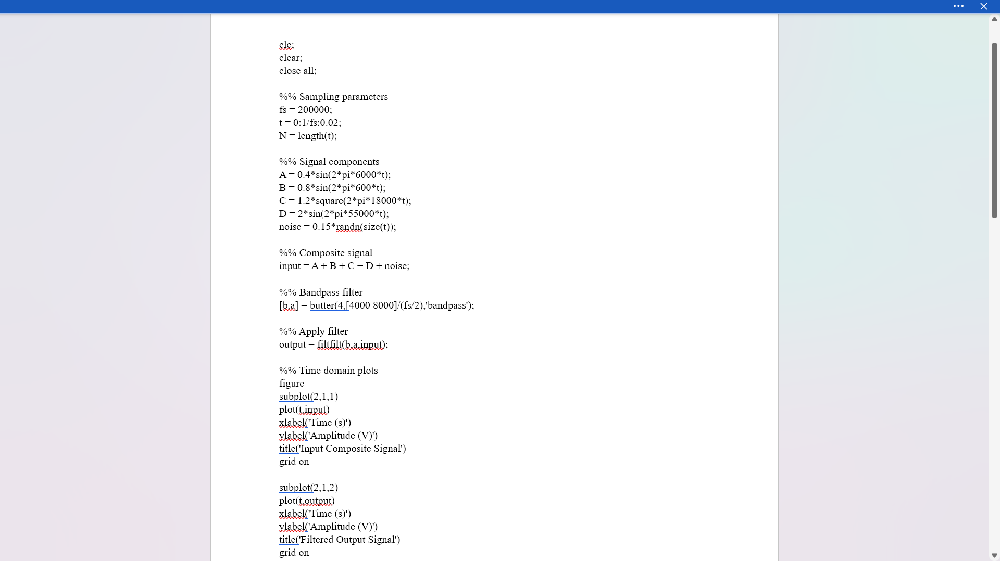 clc;
clear;
close all;
%% Sampling parameters
fs = 200000;
t = 0:1/fs:0.02;
N = length(t);
%% Signal components
A = 0.4*sin(2*pi*6000*t);
B = 0.8*sin(2*pi*600*t);
C = 1.2*square(2*pi*18000*t);
D = 2*sin(2*pi*55000*t);
noise = 0.15*randn(size(t));
%% Composite signal
input = A + B + C + D + noise;
%% Bandpass filter
[b,a] = butter(4,[4000 8000]/(fs/2),'bandpass');
%% Apply filter
output = filtfilt(b,a,input);
%% Time domain plots
figure
subplot(2,1,1)
plot(t,input)
xlabel('Time (s)')
ylabel('Amplitude (V)')
title('Input Composite Signal')
grid on
subplot(2,1,2)
plot(t,output)
xlabel('Time (s)')
ylabel('Amplitude (V)')
title('Filtered Output Signal')
grid on